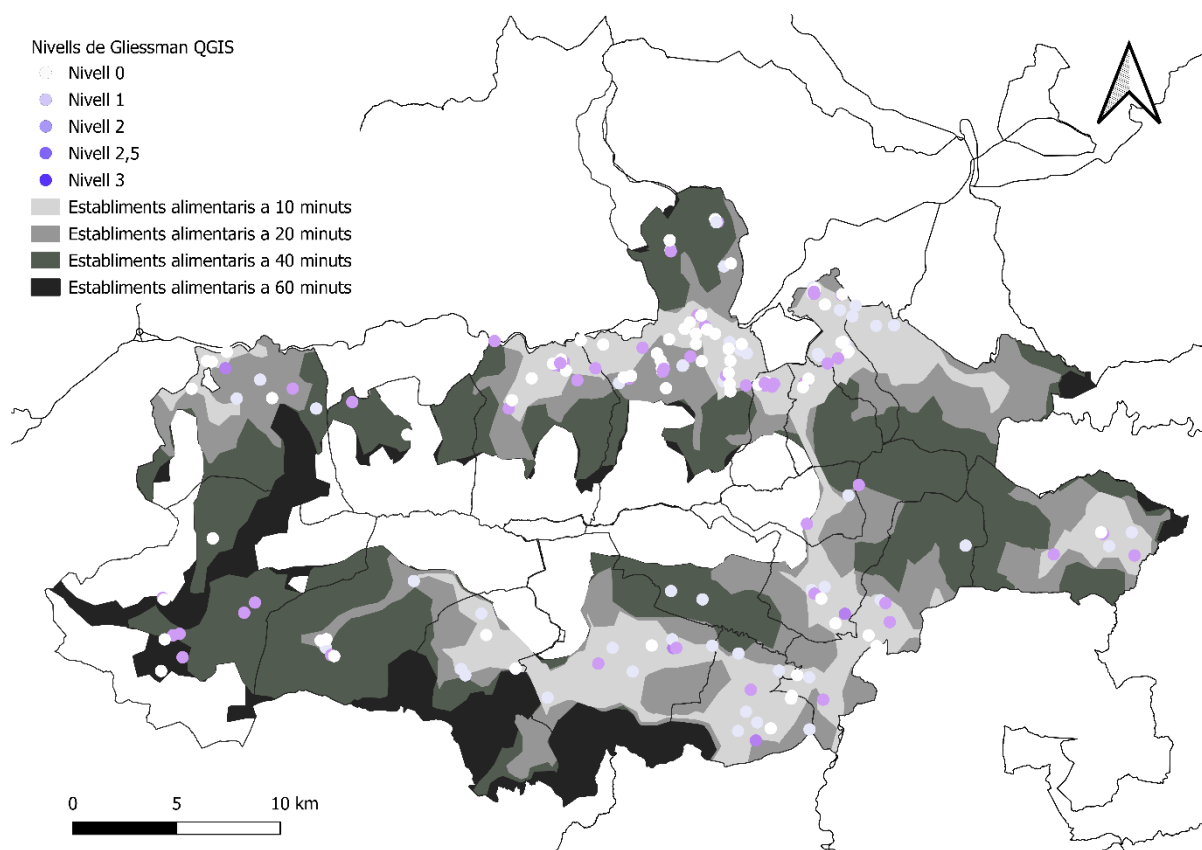 Nivells de Gliessman QGIS
Nivell 0
Nivell 1
Nivell 2
Nivell 2,5
Nivell 3
Establiments alimentaris a 10 minuts
Establiments alimentaris a 20 minuts
Establiments alimentaris a 40 minuts
Establiments alimentaris a 60 minuts
0 5 10 km